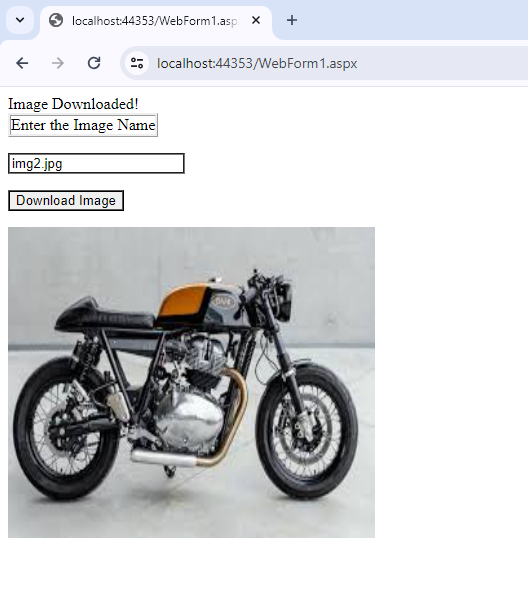 localhost:44353/WebForm1.asp
localhost:44353/WebForm1.aspx
Image Downloaded!
Enter the Image Name
img2.jpg
Download Image